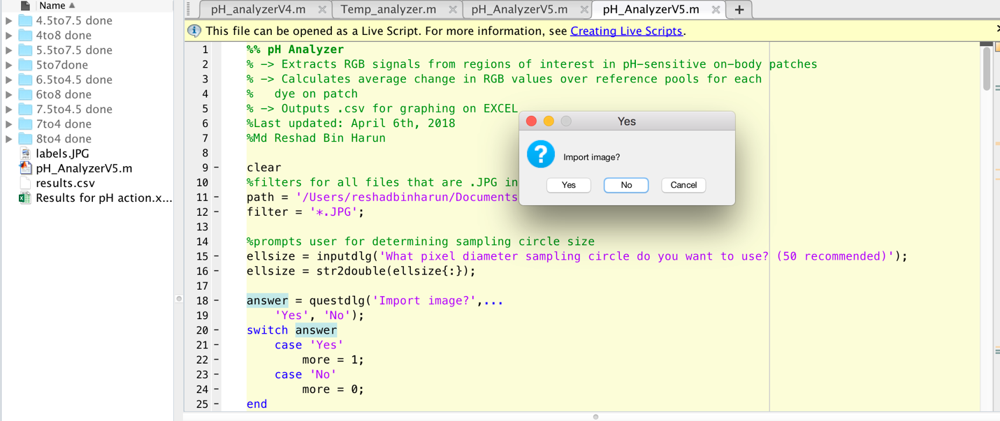 Name
4.5to7.5 done
4to8 done
5.5to7.5 done
5to7done
6.5to4.5 done
6to8 done
7.5to4.5 done
7to4 done
8to4 done
labels.JPG
pH_AnalyzerV5.m
results.csv
Results for pH action.x...
pH_analyzerV4.m
Temp_analyzer.m
pH_AnalyzerV5.m
pH_AnalyzerV5.m
This file can be opened as a Live Script. For more information, see Creating Live Scripts.
1 %% pH Analyzer
2 % -> Extracts RGB signals from regions of interest in pH-sensitive on-body patches
3 % -> Calculates average change in RGB values over reference pools for each
4 %   dye on patch
5 % -> Outputs .csv for graphing on EXCEL
6 %Last updated: April 6th, 2018
7 %Md Reshad Bin Harun
8
9 - clear
10 %filters for all files that are .JPG in
11 - path = '/Users/reshadbinharun/Documents
12 - filter = '*.JPG';
13
14 %prompts user for determining sampling circle size
15 - ellsize = inputdlg('What pixel diameter sampling circle do you want to use? (50 recommended)');
16 - ellsize = str2double(ellsize{:});
17
18 - answer = questdlg('Import image?',...
19     'Yes', 'No');
20 - switch answer
21 -     case 'Yes'
22 -         more = 1;
23 -     case 'No'
24 -         more = 0;
25 - end
Yes
Import image?
Yes
No
Cancel